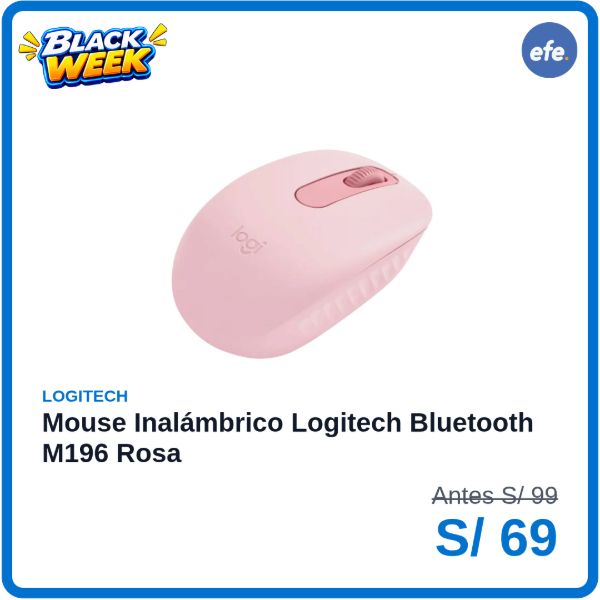 BLACK
WEEK
efe.
logi
LOGITECH
Mouse Inalámbrico Logitech Bluetooth
M196 Rosa
Antes S/ 99
S/ 69